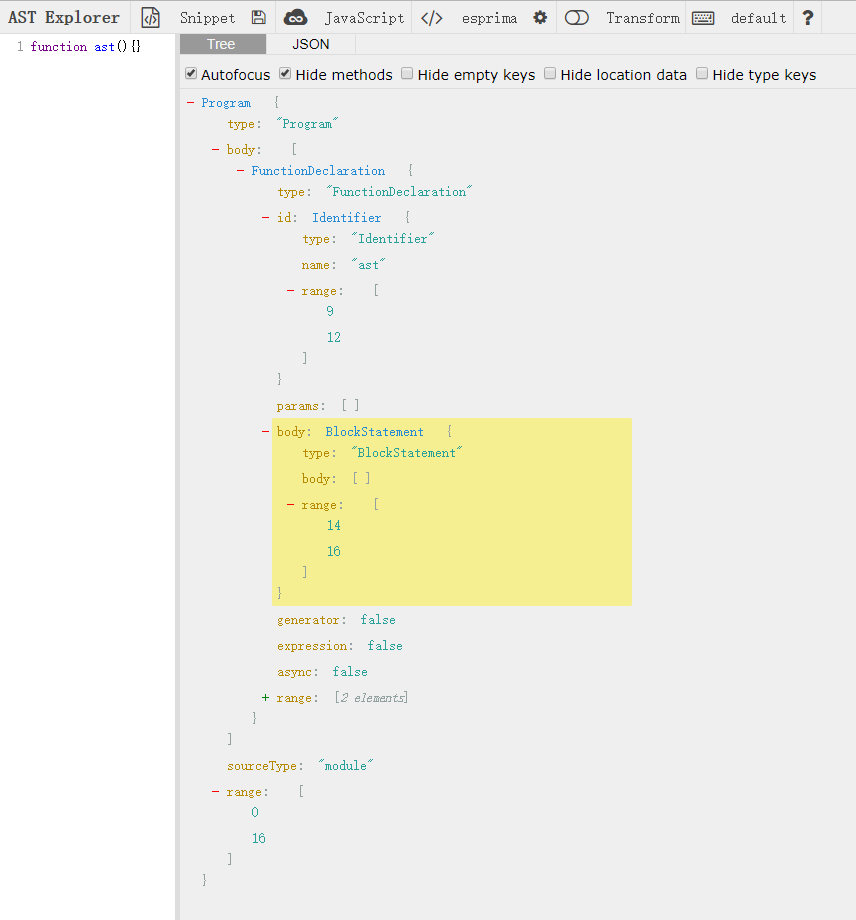 AST Explorer Snippet JavaScript </> esprima Transform default ?
1 function ast(){}
Tree JSON
Autofocus Hide methods Hide empty keys Hide location data Hide type keys
- Program {
type: "Program"
- body: [
- FunctionDeclaration {
type: "FunctionDeclaration"
- id: Identifier {
type: "Identifier"
name: "ast"
- range: [
9
12
]
}
params: [ ]
- body: BlockStatement {
type: "BlockStatement"
body: [ ]
- range: [
14
16
]
}
generator: false
expression: false
async: false
+ range: [2 elements]
}
]
sourceType: "module"
- range: [
0
16
]
}